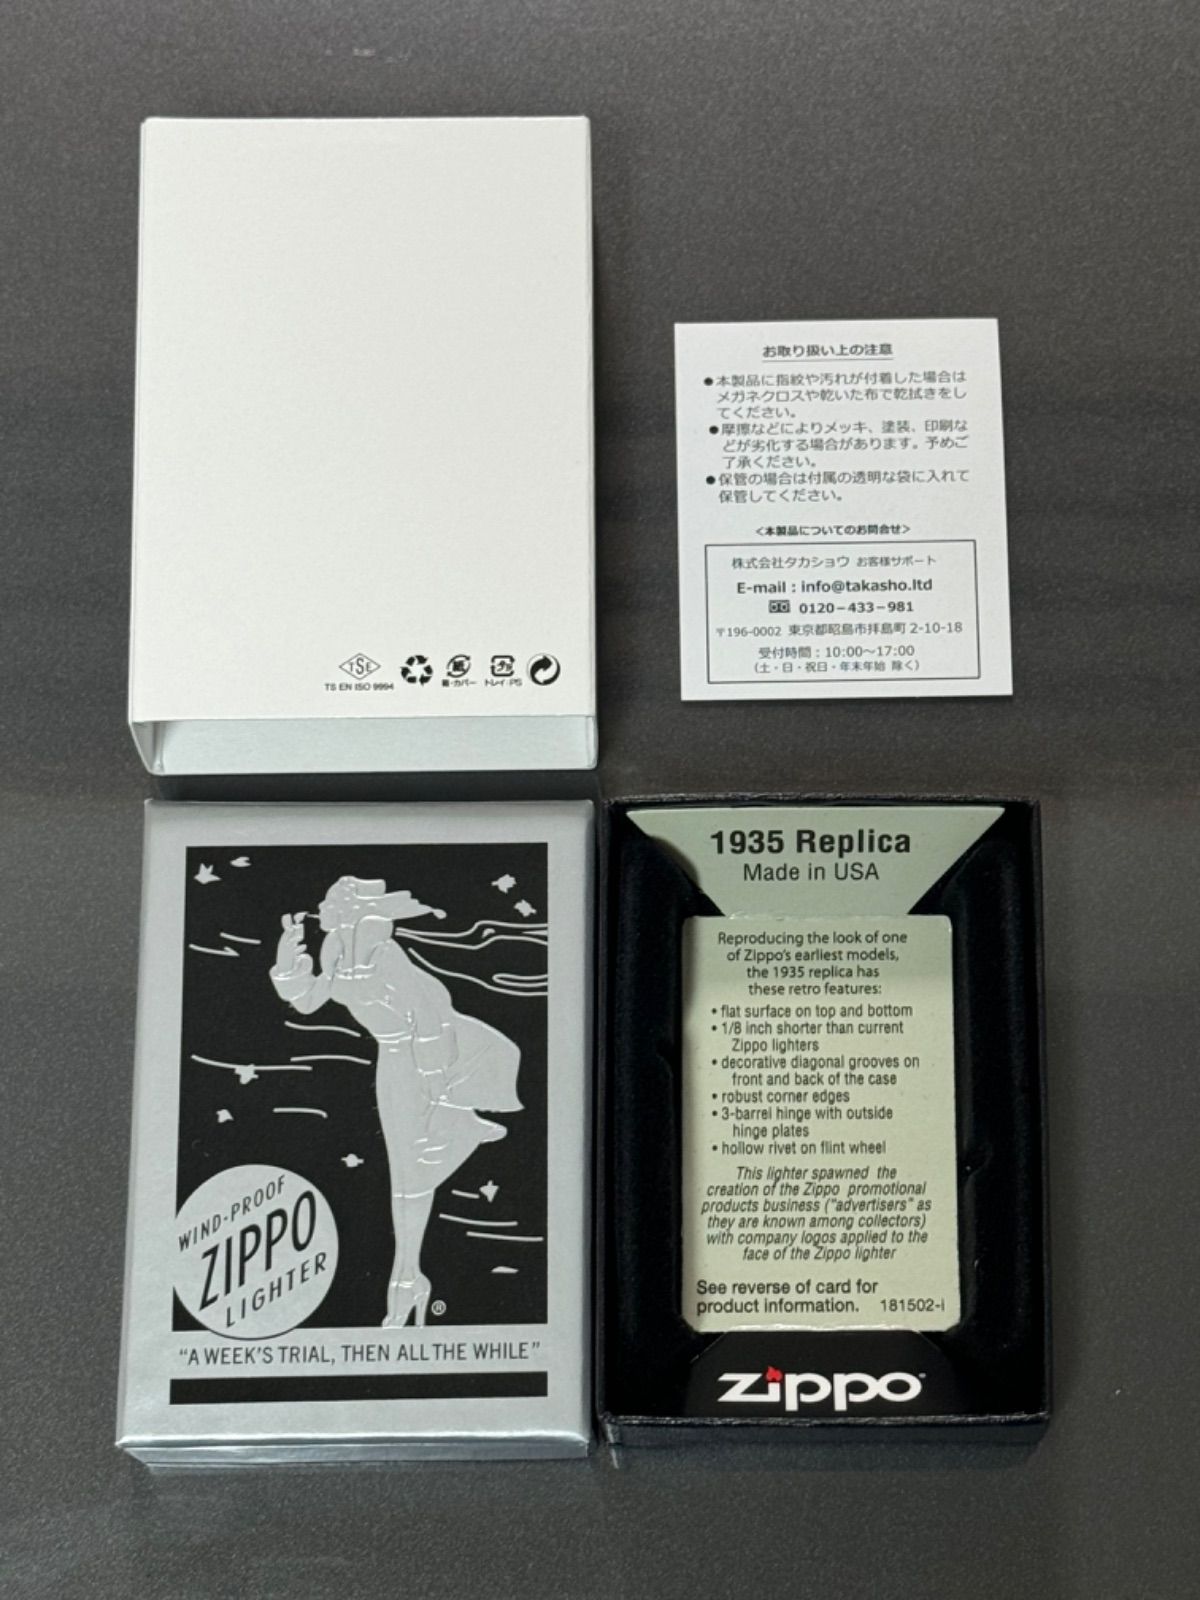 TSE
TS EN ISO 9994
紙・カバー
トレイ:PS
お取り扱い上の注意
●本製品に指紋や汚れが付着した場合は
メガネクロスや乾いた布で乾拭きをし
てください。
●摩擦などによりメッキ、塗装、印刷な
どが劣化する場合があります。予めご
了承ください。
●保管の場合は付属の透明な袋に入れて
保管してください。
<本製品についてのお問合せ>
株式会社タカショウ お客様サポート
E-mail : info@takasho.ltd
0120-433-981
〒196-0002 東京都昭島市拝島町2-10-18
受付時間：10:00～17:00
（土・日・祝日・年末年始 除く）
WIND-PROOF
ZIPPO
LIGHTER
®
"A WEEK'S TRIAL, THEN ALL THE WHILE"
1935 Replica
Made in USA
Reproducing the look of one
of Zippo's earliest models,
the 1935 replica has
these retro features:
• flat surface on top and bottom
• 1/8 inch shorter than current
Zippo lighters
• decorative diagonal grooves on
front and back of the case
• robust corner edges
• 3-barrel hinge with outside
hinge plates
• hollow rivet on flint wheel
This lighter spawned the
creation of the Zippo promotional
products business ("advertisers" as
they are known among collectors)
with company logos applied to the
face of the Zippo lighter
See reverse of card for
product information. 181502-i
zippo